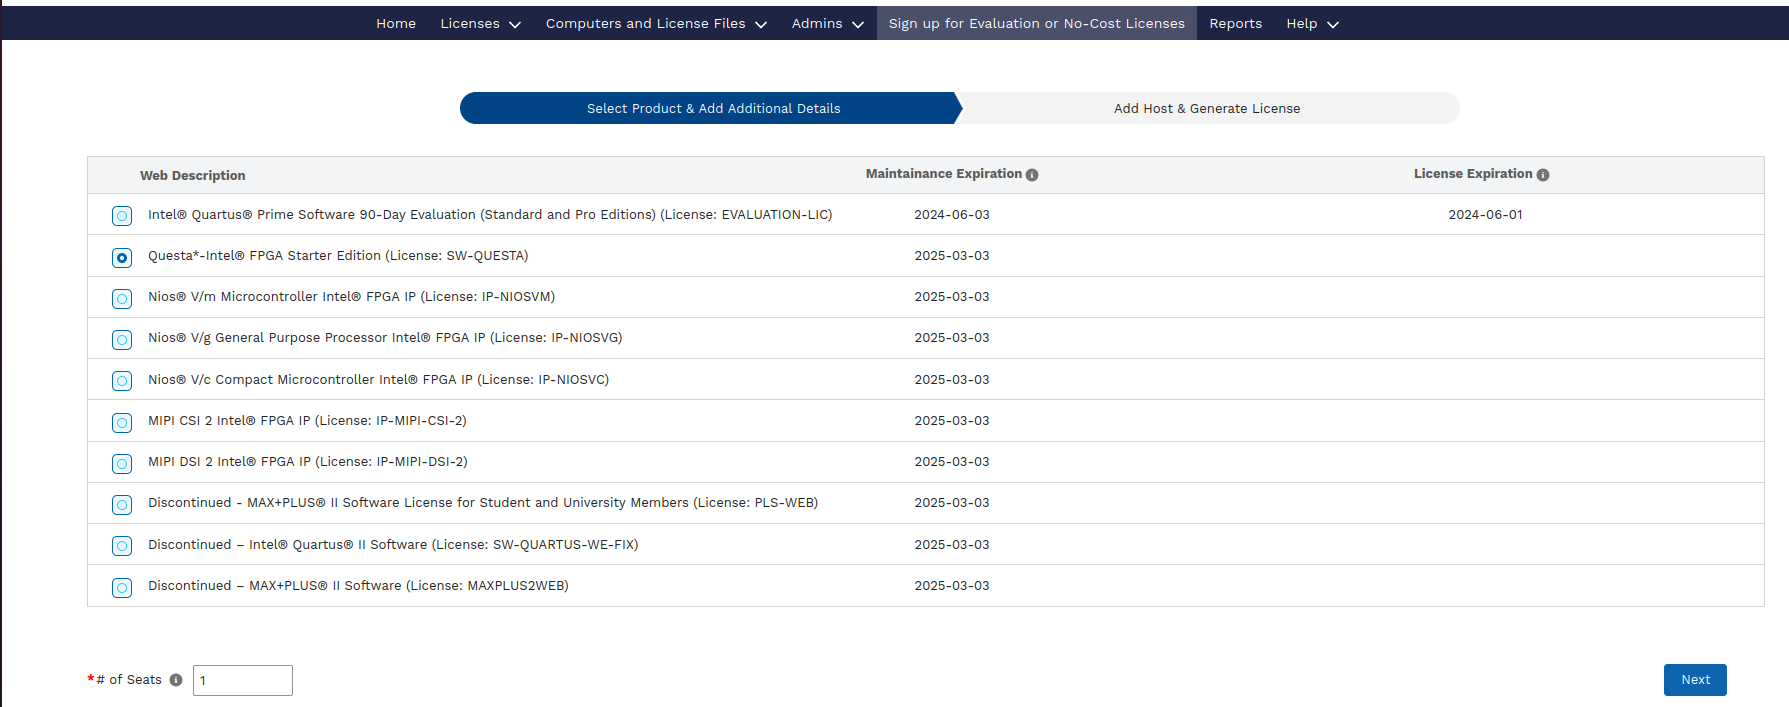 Home Licenses Computers and License Files Admins Sign up for Evaluation or No-Cost Licenses Reports Help
Select Product & Add Additional Details Add Host & Generate License
Web Description Maintainance Expiration License Expiration
Intel® Quartus® Prime Software 90-Day Evaluation (Standard and Pro Editions) (License: EVALUATION-LIC) 2024-06-03 2024-06-01
Questa*-Intel® FPGA Starter Edition (License: SW-QUESTA) 2025-03-03
Nios® V/m Microcontroller Intel® FPGA IP (License: IP-NIOSVM) 2025-03-03
Nios® V/g General Purpose Processor Intel® FPGA IP (License: IP-NIOSVG) 2025-03-03
Nios® V/c Compact Microcontroller Intel® FPGA IP (License: IP-NIOSVC) 2025-03-03
MIPI CSI 2 Intel® FPGA IP (License: IP-MIPI-CSI-2) 2025-03-03
MIPI DSI 2 Intel® FPGA IP (License: IP-MIPI-DSI-2) 2025-03-03
Discontinued - MAX+PLUS® II Software License for Student and University Members (License: PLS-WEB) 2025-03-03
Discontinued – Intel® Quartus® II Software (License: SW-QUARTUS-WE-FIX) 2025-03-03
Discontinued – MAX+PLUS® II Software (License: MAXPLUS2WEB) 2025-03-03
*# of Seats 1 Next